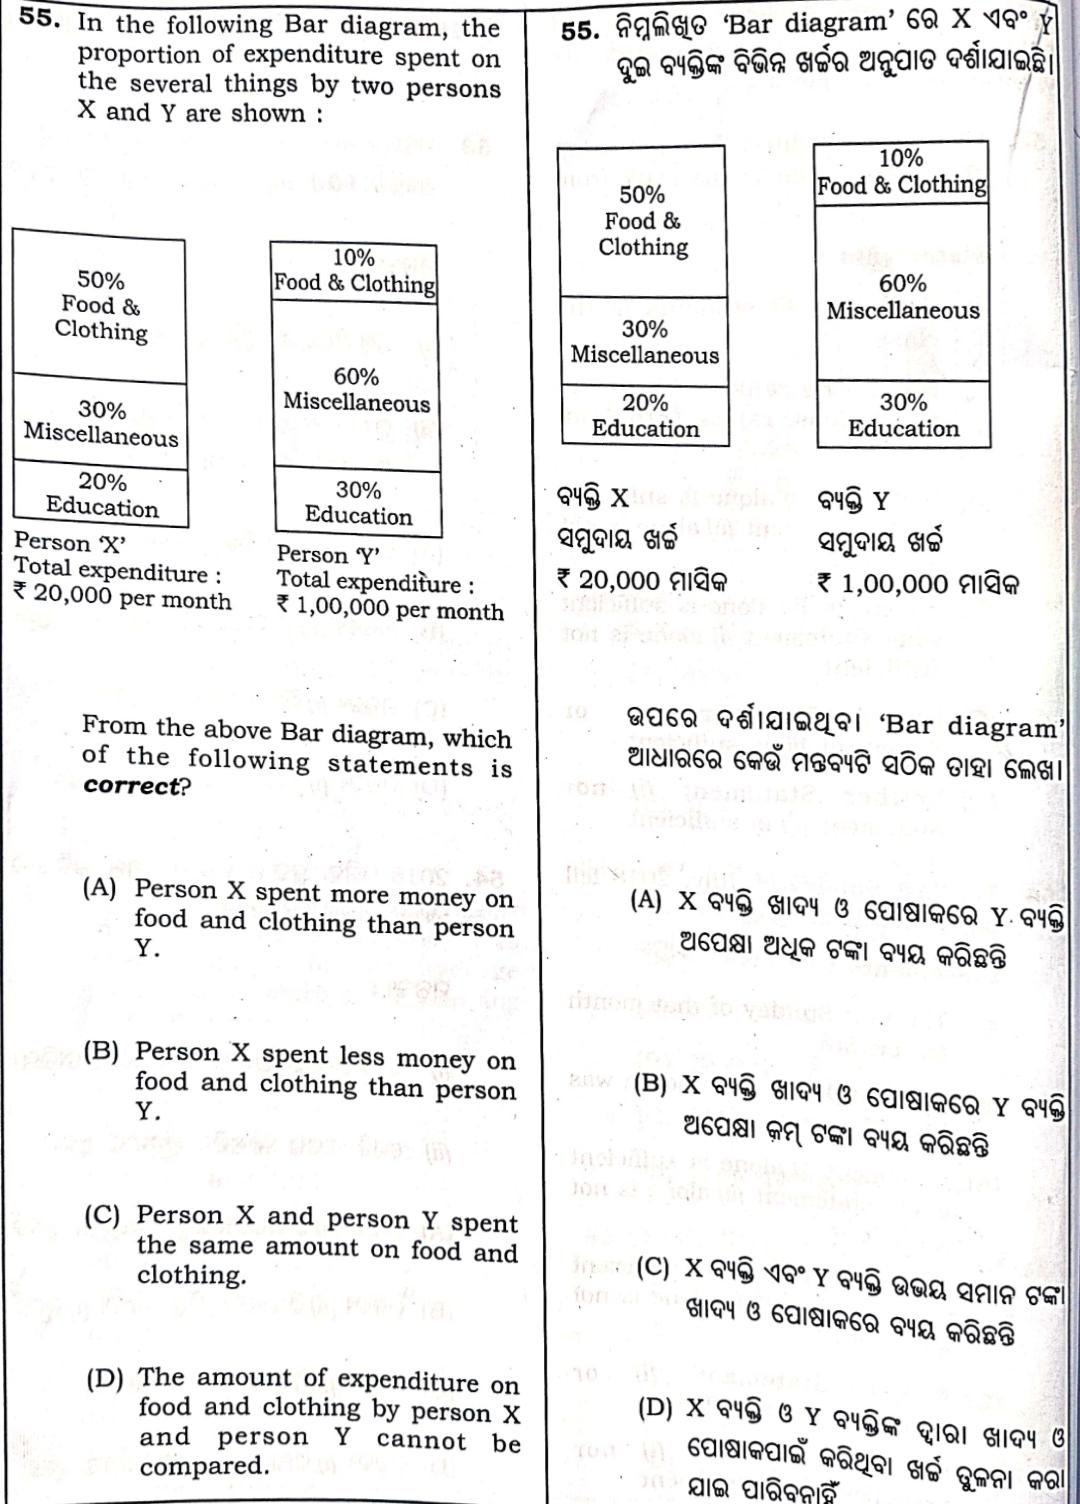 55. In the following Bar diagram, the
proportion of expenditure spent on
the several things by two persons
X and Y are shown :
50%
Food &
Clothing
30%
Miscellaneous
20%
Education
Person ‘X’
Total expenditure :
₹ 20,000 per month
10%
Food & Clothing
60%
Miscellaneous
30%
Education
Person ‘Y’
Total expenditure :
₹ 1,00,000 per month
From the above Bar diagram, which
of the following statements is
correct?
(A) Person X spent more money on
food and clothing than person
Y.
(B) Person X spent less money on
food and clothing than person
Y.
(C) Person X and person Y spent
the same amount on food and
clothing.
(D) The amount of expenditure on
food and clothing by person X
and person Y cannot be
compared.
55. ନିମ୍ନଲିଖିତ ‘Bar diagram’ ରେ X ଏବଂ Y
ଦୁଇ ବ୍ୟକ୍ତିଙ୍କ ବିଭିନ୍ନ ଖର୍ଚ୍ଚର ଅନୁପାତ ଦର୍ଶାଯାଇଛି।
50%
Food &
Clothing
30%
Miscellaneous
20%
Education
ବ୍ୟକ୍ତି X
ସମୁଦାୟ ଖର୍ଚ୍ଚ
₹ 20,000 ମାସିକ
10%
Food & Clothing
60%
Miscellaneous
30%
Education
ବ୍ୟକ୍ତି Y
ସମୁଦାୟ ଖର୍ଚ୍ଚ
₹ 1,00,000 ମାସିକ
ଉପରେ ଦର୍ଶାଯାଇଥିବା ‘Bar diagram’
ଆଧାରରେ କେଉଁ ମନ୍ତବ୍ୟଟି ସଠିକ ତାହା ଲେଖ।
(A) X ବ୍ୟକ୍ତି ଖାଦ୍ୟ ଓ ପୋଷାକରେ Y ବ୍ୟକ୍ତି
ଅପେକ୍ଷା ଅଧିକ ଟଙ୍କା ବ୍ୟୟ କରିଛନ୍ତି
(B) X ବ୍ୟକ୍ତି ଖାଦ୍ୟ ଓ ପୋଷାକରେ Y ବ୍ୟକ୍ତି
ଅପେକ୍ଷା କମ୍ ଟଙ୍କା ବ୍ୟୟ କରିଛନ୍ତି
(C) X ବ୍ୟକ୍ତି ଏବଂ Y ବ୍ୟକ୍ତି ଉଭୟ ସମାନ ଟଙ୍କା
ଖାଦ୍ୟ ଓ ପୋଷାକରେ ବ୍ୟୟ କରିଛନ୍ତି
(D) X ବ୍ୟକ୍ତି ଓ Y ବ୍ୟକ୍ତିଙ୍କ ଦ୍ୱାରା ଖାଦ୍ୟ ଓ
ପୋଷାକପାଇଁ କରିଥିବା ଖର୍ଚ୍ଚ ତୁଳନା କରା
ଯାଇ ପାରିବନାହିଁ